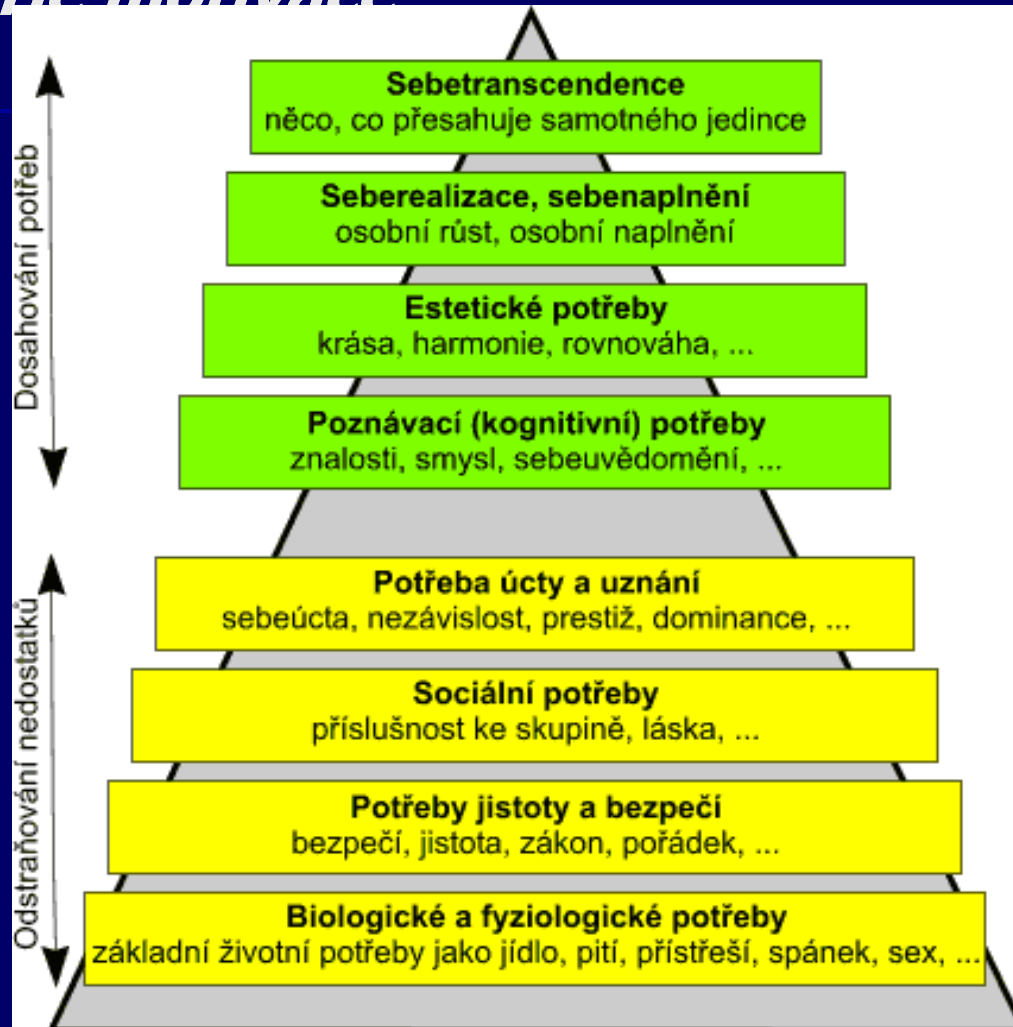 Sebetranscendence
něco, co přesahuje samotného jedince
Seberealizace, sebenaplnění
osobní růst, osobní naplnění
Estetické potřeby
krása, harmonie, rovnováha, ...
Poznávací (kognitivní) potřeby
znalosti, smysl, sebeuvědomění, ...
Dosahování potřeb
Potřeba úcty a uznání
sebeúcta, nezávislost, prestiž, dominance, ...
Sociální potřeby
příslušnost ke skupině, láska, ...
Potřeby jistoty a bezpečí
bezpečí, jistota, zákon, pořádek, ...
Biologické a fyziologické potřeby
základní životní potřeby jako jídlo, pití, přístřeší, spánek, sex, ...
Odstraňování nedostatků